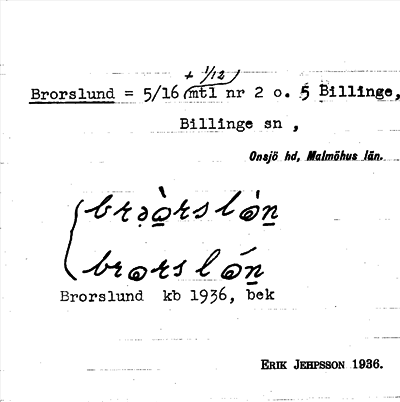 + 1/12
Brorslund = 5/16 (mtl nr 2 o. 5 Billinge,
Billinge sn,
Onsjö hd, Malmöhus län.
Brorslund kb 1936, bek
ERIK JEHPSSON 1936.